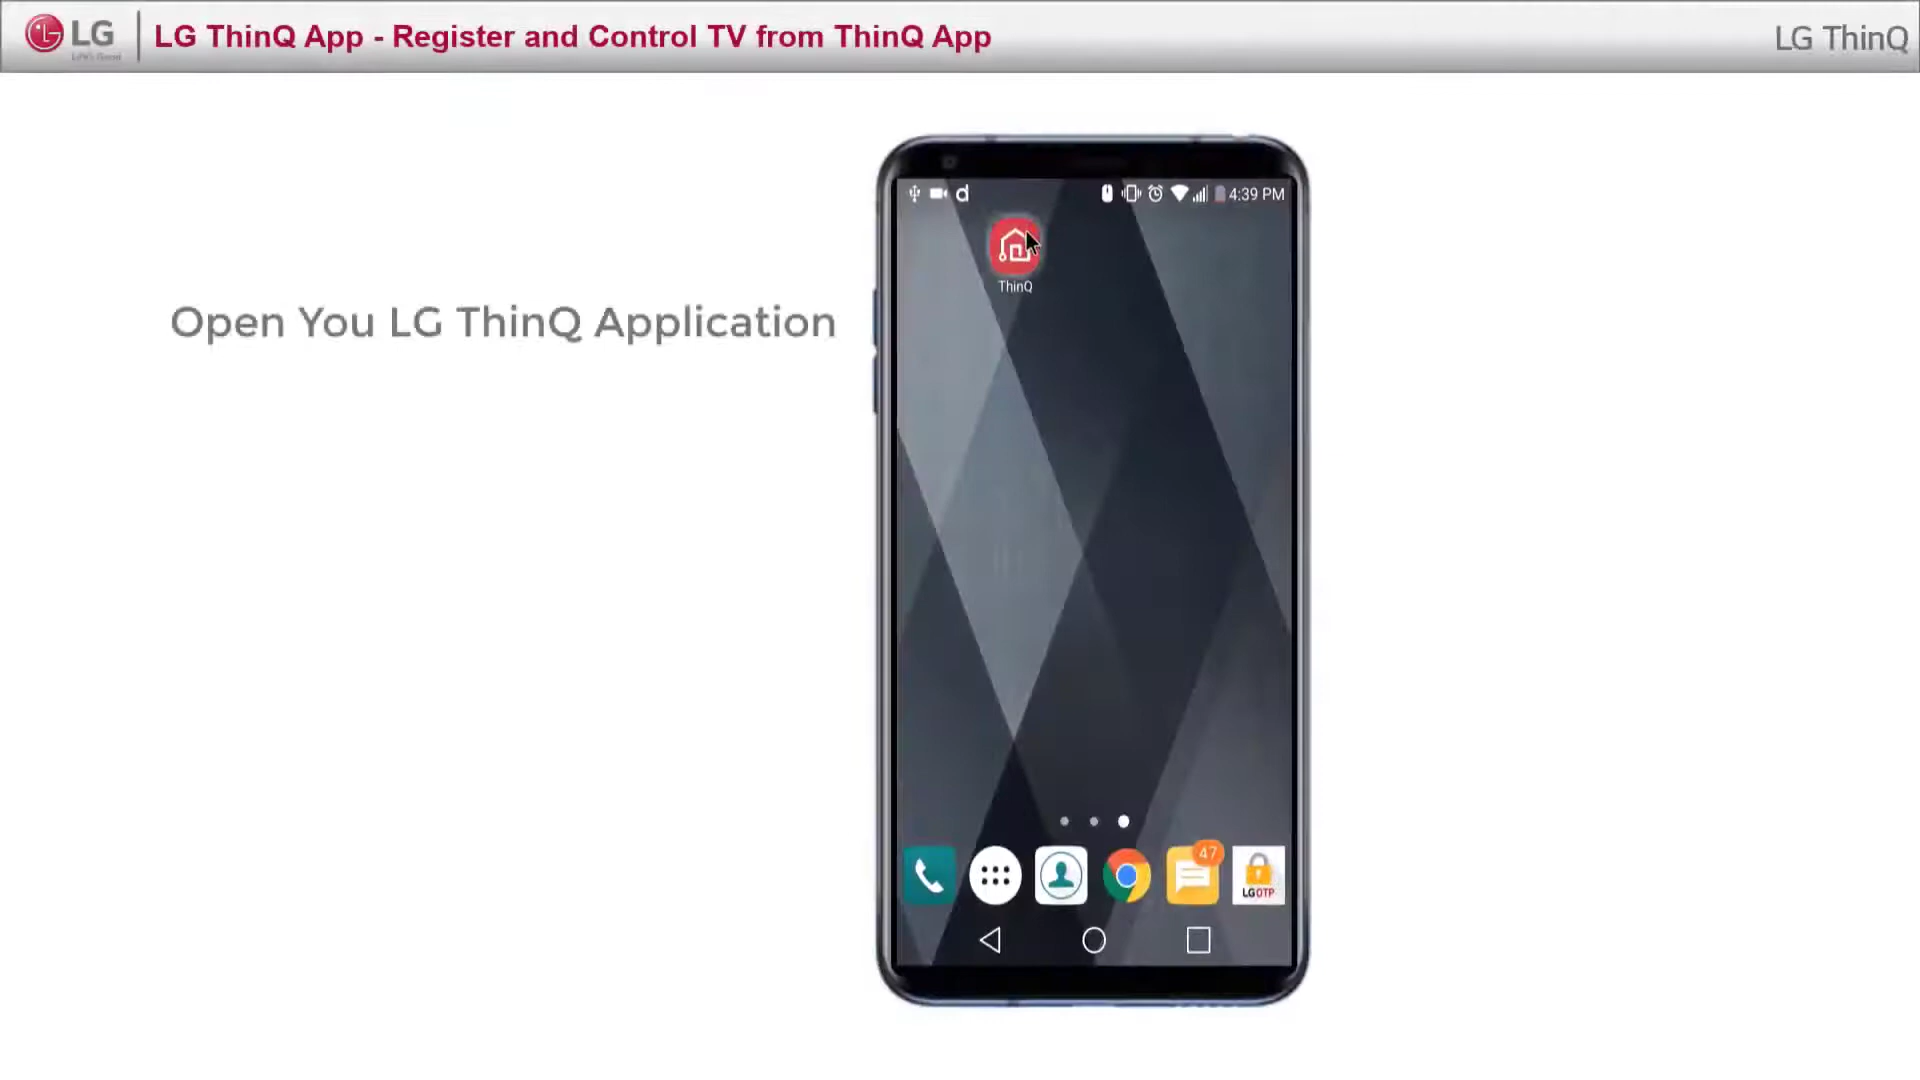 LG
LG ThinQ App - Register and Control TV from ThinQ App
LG ThinQ
4:39 PM
ThinQ
Open You LG ThinQ Application
47
LGOTP